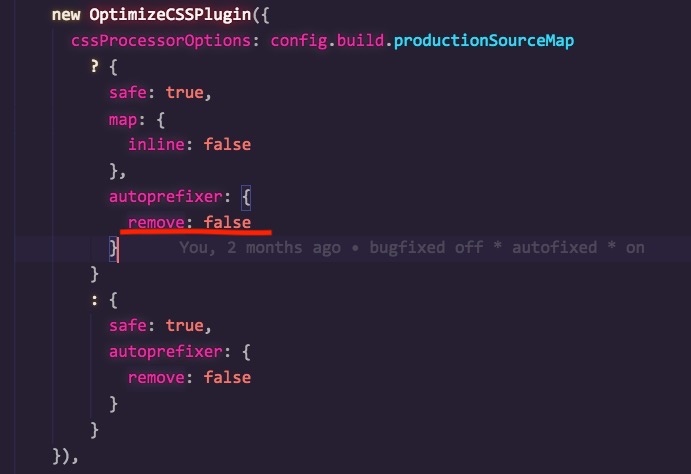 new OptimizeCSSPlugin({
cssProcessorOptions: config.build.productionSourceMap
? {
safe: true,
map: {
inline: false
},
autoprefixer: {
remove: false
} You, 2 months ago • bugfixed off * autofixed * on
}
: {
safe: true,
autoprefixer: {
remove: false
}
}
}),